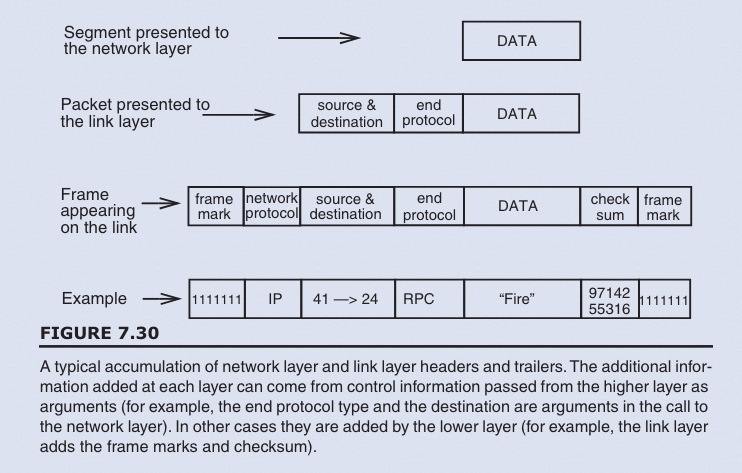 Segment presented to
the network layer
DATA
Packet presented to
the link layer
source &
destination
end
protocol
DATA
Frame
appearing
on the link
frame
mark
network
protocol
source &
destination
end
protocol
DATA
check
sum
frame
mark
Example
1111111
IP
41 —> 24
RPC
“Fire”
97142
55316
1111111
FIGURE 7.30
A typical accumulation of network layer and link layer headers and trailers. The additional infor-
mation added at each layer can come from control information passed from the higher layer as
arguments (for example, the end protocol type and the destination are arguments in the call to
the network layer). In other cases they are added by the lower layer (for example, the link layer
adds the frame marks and checksum).